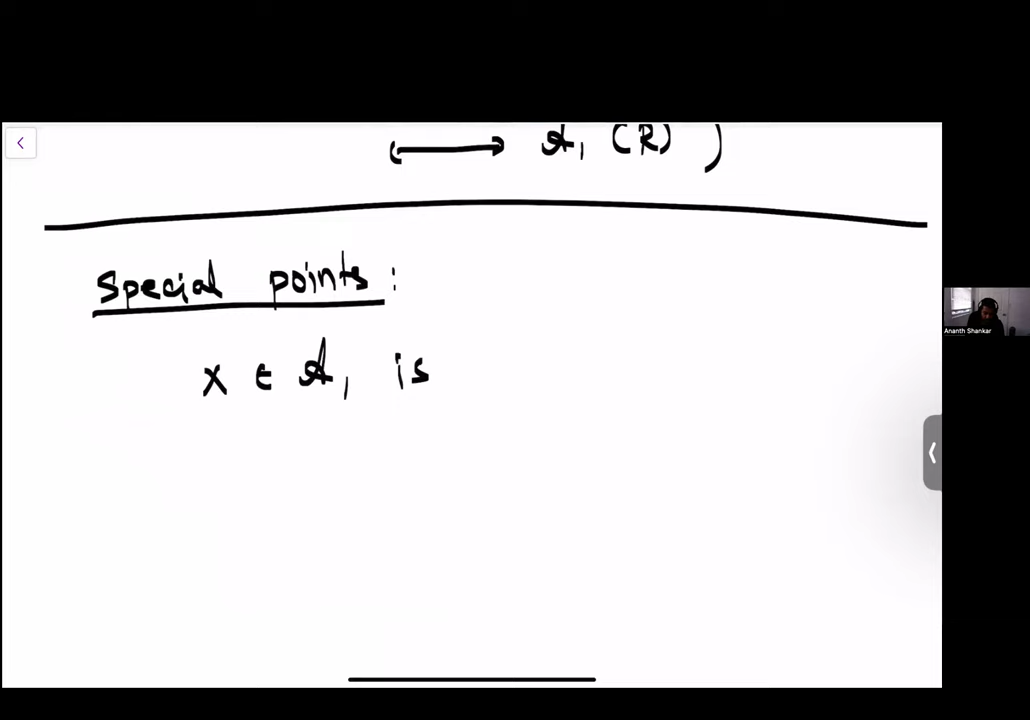 ⟷ 𝒜₁ (R) )
Special points:
x ∈ 𝒜₁ is
Ananth Shankar